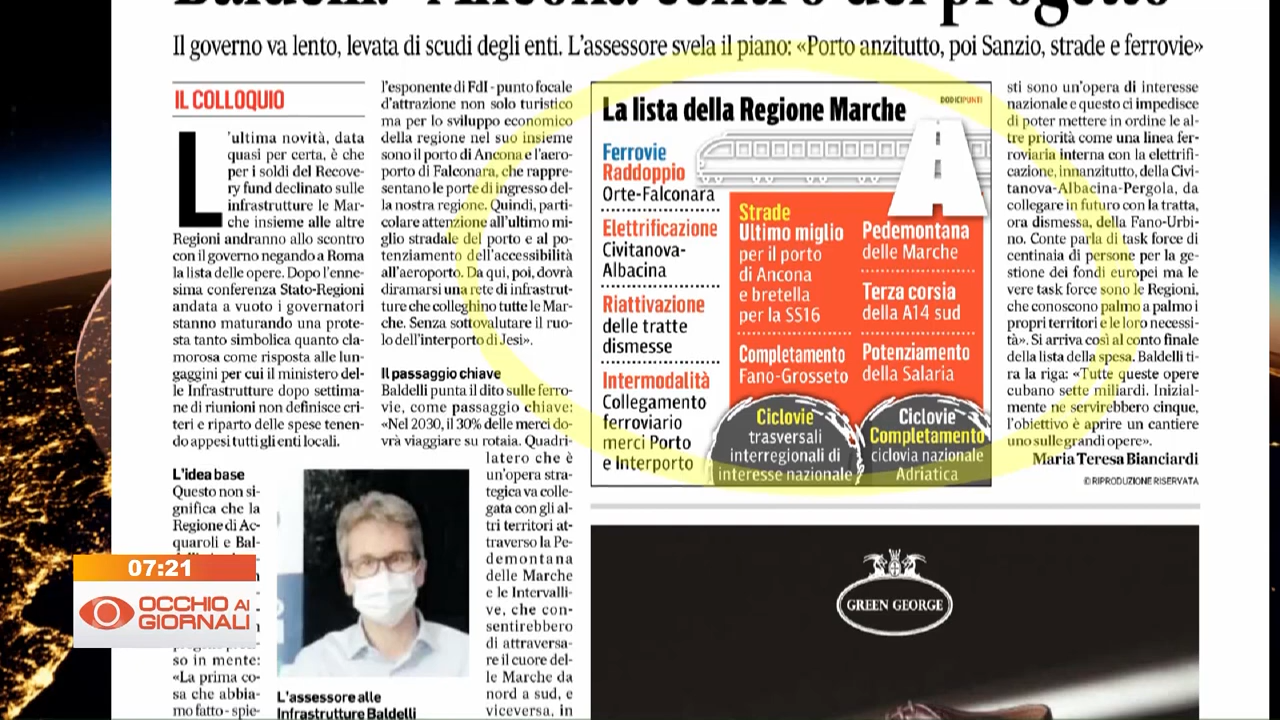 Baldelli: "Ancona centro del progetto"
Il governo va lento, levata di scudi degli enti. L'assessore svela il piano: «Porto anzitutto, poi Sanzio, strade e ferrovie»
IL COLLOQUIO
L'ultima novità, data
quasi per certa, è che
per i soldi del Recove-
ry fund declinato sulle
infrastrutture le Mar-
che insieme alle altre
Regioni andranno allo scontro
con il governo negando a Roma
la lista delle opere. Dopo l'enne-
sima conferenza Stato-Regioni
andata a vuoto i governatori
stanno maturando una prote-
sta tanto simbolica quanto cla-
morosa come risposta alle lun-
gaggini per cui il ministero del-
le Infrastrutture dopo settima-
ne di riunioni non definisce cri-
teri e riparto delle spese tenen-
do appesi tutti gli enti locali.
L'idea base
Questo non si-
gnifica che la
Regione di Ac-
quaroli e Bal-
so in mente:
«La prima co-
sa che abbia-
mo fatto - spie-
l'esponente di FdI - punto focale
d'attrazione non solo turistico
ma per lo sviluppo economico
della regione nel suo insieme
sono il porto di Ancona e l'aero-
porto di Falconara, che rappre-
sentano le porte di ingresso del-
la nostra regione. Quindi, parti-
colare attenzione all'ultimo mi-
glio stradale del porto e al po-
tenziamento dell'accessibilità
all'aeroporto. Da qui, poi, dovrà
diramarsi una rete di infrastrut-
ture che colleghino tutte le Mar-
che. Senza sottovalutare il ruo-
lo dell'interporto di Jesi».
Il passaggio chiave
Baldelli punta il dito sulle ferro-
vie, come passaggio chiave:
«Nel 2030, il 30% delle merci do-
vrà viaggiare su rotaia. Quadri-
latero che è
un'opera stra-
tegica va colle-
gata con gli al-
tri territori at-
traverso la Pe-
demontana
delle Marche
e le Intervalli-
ve, che con-
sentirebbero
di attraversa-
re il cuore del-
le Marche da
nord a sud, e
viceversa, in
L'assessore alle
Infrastrutture Baldelli
La lista della Regione Marche
DODICIPUNTI
Ferrovie
Raddoppio
Orte-Falconara
Elettrificazione
Civitanova-
Albacina
Riattivazione
delle tratte
dismesse
Intermodalità
Collegamento
ferroviario
merci Porto
e Interporto
Strade
Ultimo miglio
per il porto
di Ancona
e bretella
per la SS16
Completamento
Fano-Grosseto
Pedemontana
delle Marche
Terza corsia
della A14 sud
Potenziamento
della Salaria
Ciclovie
trasversali
interregionali di
interesse nazionale
Ciclovie
Completamento
ciclovia nazionale
Adriatica
sti sono un'opera di interesse
nazionale e questo ci impedisce
di poter mettere in ordine le al-
tre priorità come una linea fer-
roviaria interna con la elettrifi-
cazione, innanzitutto, della Civi-
tanova-Albacina-Pergola, da
collegare in futuro con la tratta,
ora dismessa, della Fano-Urbi-
no. Conte parla di task force di
centinaia di persone per la ge-
stione dei fondi europei ma le
vere task force sono le Regioni,
che conoscono palmo a palmo i
propri territori e le loro necessi-
tà». Si arriva così al conto finale
della lista della spesa. Baldelli ti-
ra la riga: «Tutte queste opere
cubano sette miliardi. Inizial-
mente ne servirebbero cinque,
l'obiettivo è aprire un cantiere
uno sulle grandi opere».
Maria Teresa Bianciardi
© RIPRODUZIONE RISERVATA
GREEN GEORGE
07:21
OCCHIO AI
GIORNALI